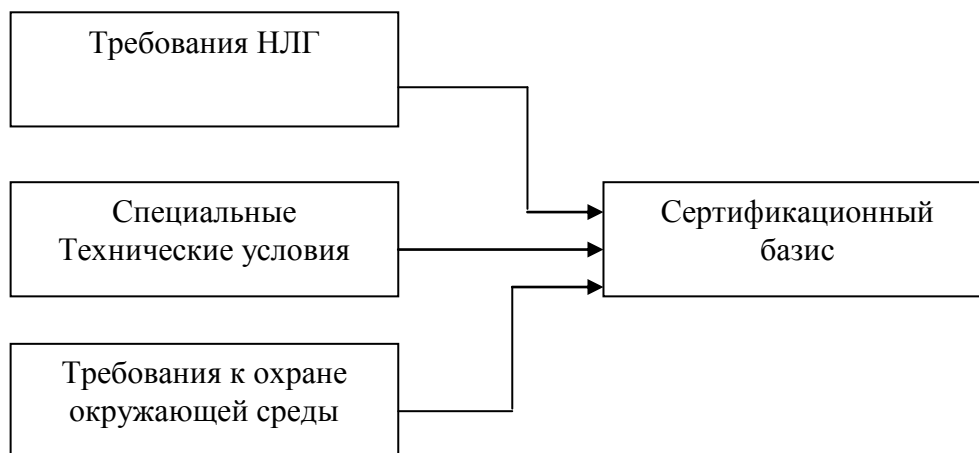 Требования НЛГ
Специальные
Технические условия
Требования к охране
окружающей среды
Сертификационный
базис